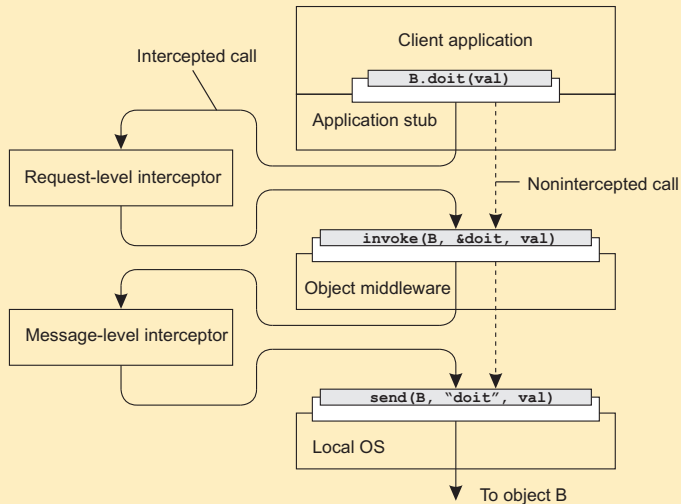 Client application
Intercepted call
B.doit(val)
Application stub
Request-level interceptor
Nonintercepted call
invoke(B, &doit, val)
Object middleware
Message-level interceptor
send(B, “doit”, val)
Local OS
To object B